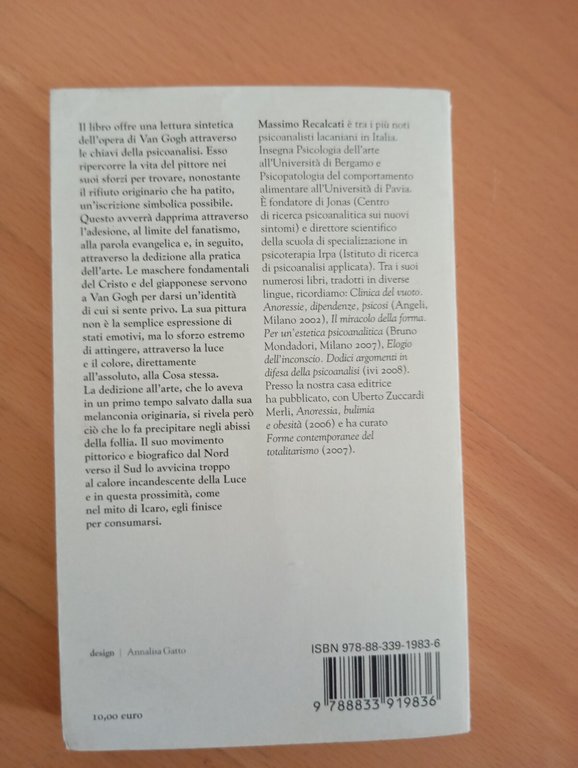 Il libro offre una lettura sintetica
dell'opera di Van Gogh attraverso
le chiavi della psicoanalisi. Esso
ripercorre la vita del pittore nei
suoi sforzi per trovare, nonostante
il rifiuto originario che ha patito,
un'iscrizione simbolica possibile.
Questo avverrà dapprima attraverso
l'adesione, al limite del fanatismo,
alla parola evangelica e, in seguito,
attraverso la dedizione alla pratica
dell'arte. Le maschere fondamentali
del Cristo e del giapponese servono
a Van Gogh per darsi un'identità
di cui si sente privo. La sua pittura
non è la semplice espressione di
stati emotivi, ma lo sforzo estremo
di attingere, attraverso la luce
e il colore, direttamente
all'assoluto, alla Cosa stessa.
La dedizione all'arte, che lo aveva
in un primo tempo salvato dalla sua
melanconia originaria, si rivela però
ciò che lo fa precipitare negli abissi
della follia. Il suo movimento
pittorico e biografico dal Nord
verso il Sud lo avvicina troppo
al calore incandescente della Luce
e in questa prossimità, come
nel mito di Icaro, egli finisce
per consumarsi.
Massimo Recalcati è tra i più noti
psicoanalisti lacaniani in Italia.
Insegna Psicologia dell'arte
all'Università di Bergamo e
Psicopatologia del comportamento
alimentare all'Università di Pavia.
È fondatore di Jonas (Centro
di ricerca psicoanalitica sui nuovi
sintomi) e direttore scientifico
della scuola di specializzazione in
psicoterapia Irpa (Istituto di ricerca
di psicoanalisi applicata). Tra i suoi
numerosi libri, tradotti in diverse
lingue, ricordiamo: Clinica del vuoto.
Anoressie, dipendenze, psicosi (Angeli,
Milano 2002), Il miracolo della forma.
Per un'estetica psicoanalitica (Bruno
Mondadori, Milano 2007), Elogio
dell'inconscio. Dodici argomenti in
difesa della psicoanalisi (ivi 2008).
Presso la nostra casa editrice
ha pubblicato, con Uberto Zuccardi
Merli, Anoressia, bulimia
e obesità (2006) e ha curato
Forme contemporanee del
totalitarismo (2007).
design | Annalisa Gatto
10,00 euro
ISBN 978-88-339-1983-6
9 788833 919836